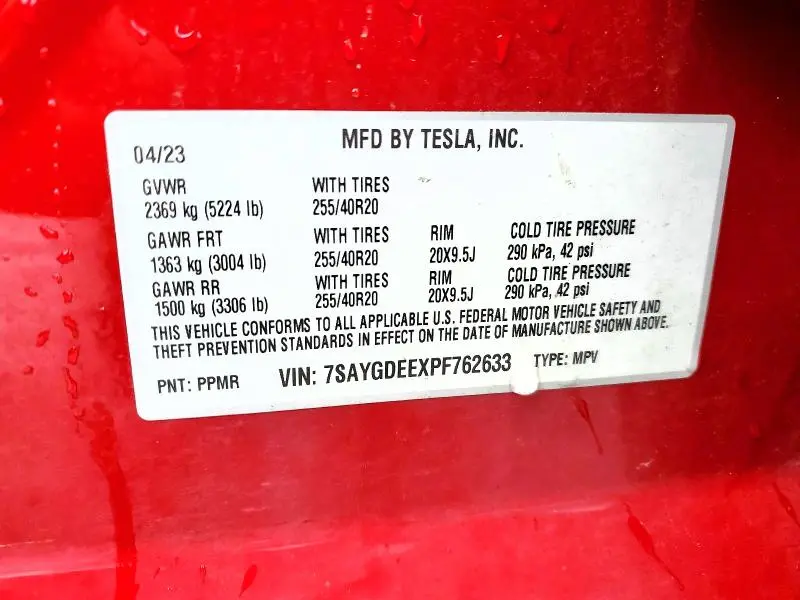 MFD BY TESLA, INC.
04/23
GVWR WITH TIRES
2369 kg (5224 lb) 255/40R20
GAWR FRT WITH TIRES RIM COLD TIRE PRESSURE
1363 kg (3004 lb) 255/40R20 20X9.5J 290 kPa, 42 psi
GAWR RR WITH TIRES RIM COLD TIRE PRESSURE
1500 kg (3306 lb) 255/40R20 20X9.5J 290 kPa, 42 psi
THIS VEHICLE CONFORMS TO ALL APPLICABLE U.S. FEDERAL MOTOR VEHICLE SAFETY AND
THEFT PREVENTION STANDARDS IN EFFECT ON THE DATE OF MANUFACTURE SHOWN ABOVE.
PNT: PPMR VIN: 7SAYGDEEXPF762633 TYPE: MPV